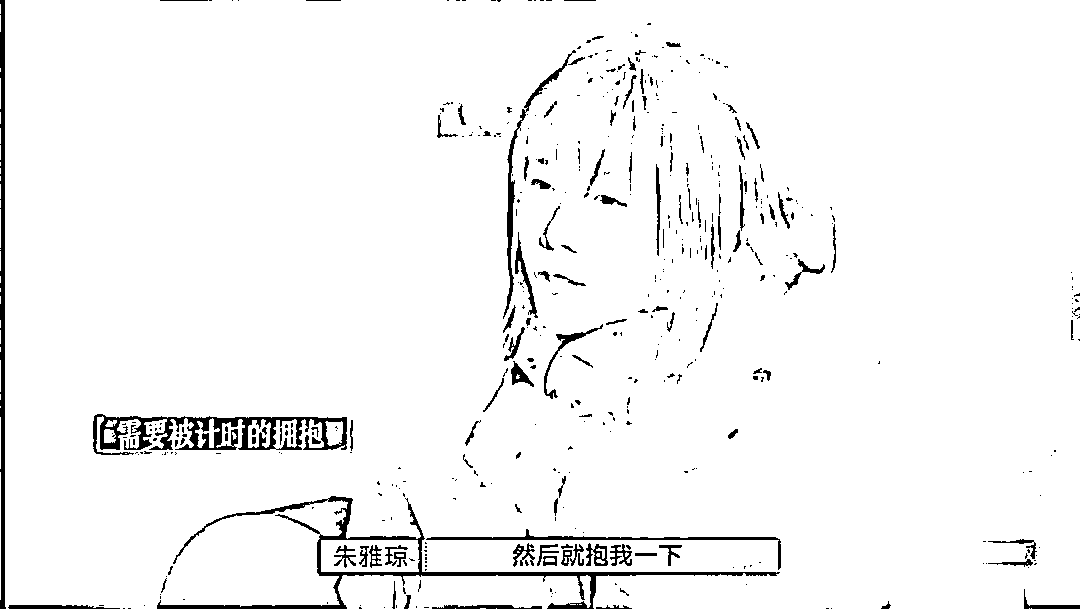 需要被计时的拥抱
朱雅琼 然后就抱我一下